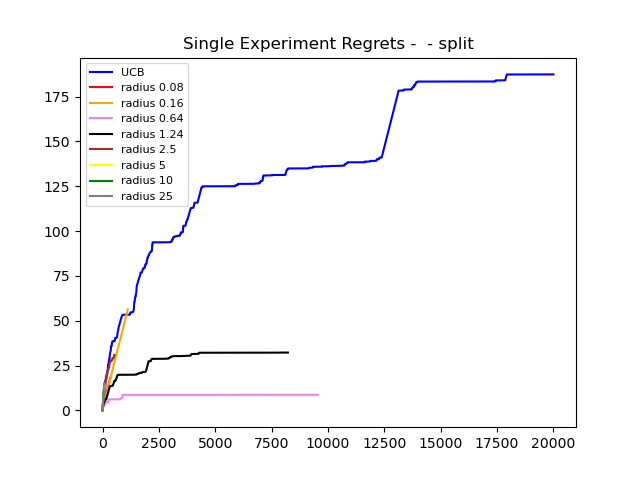 Single Experiment Regrets -  - split
UCB
radius 0.08
radius 0.16
radius 0.64
radius 1.24
radius 2.5
radius 5
radius 10
radius 25
175
150
125
100
75
50
25
0
0 2500 5000 7500 10000 12500 15000 17500 20000